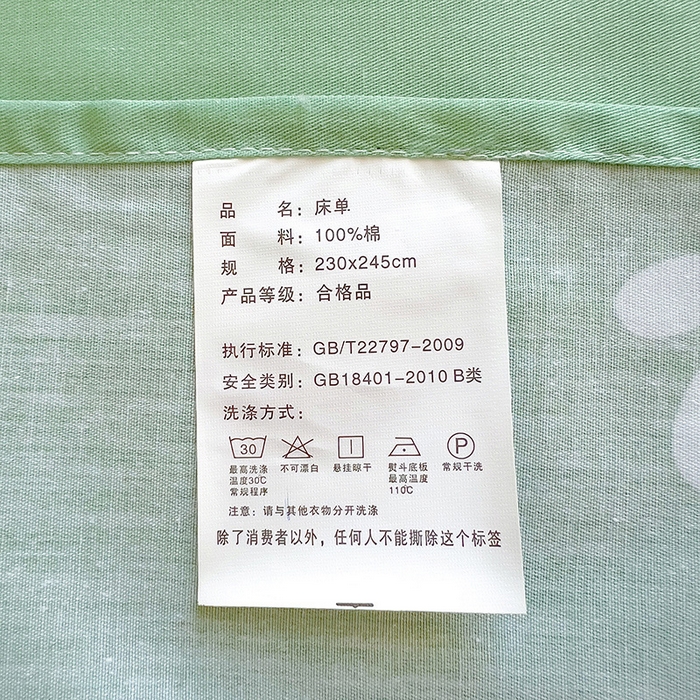 品 名：床单
面 料：100%棉
规 格：230x245cm
产品等级：合格品
执行标准：GB/T22797-2009
安全类别：GB18401-2010 B类
洗涤方式：
30 P
最高洗涤 不可漂白 悬挂晾干 熨斗底板 常规干洗
温度30C 最高温度
常规程序 110C
注意：请与其他衣物分开洗涤
除了消费者以外，任何人不能撕除这个标签